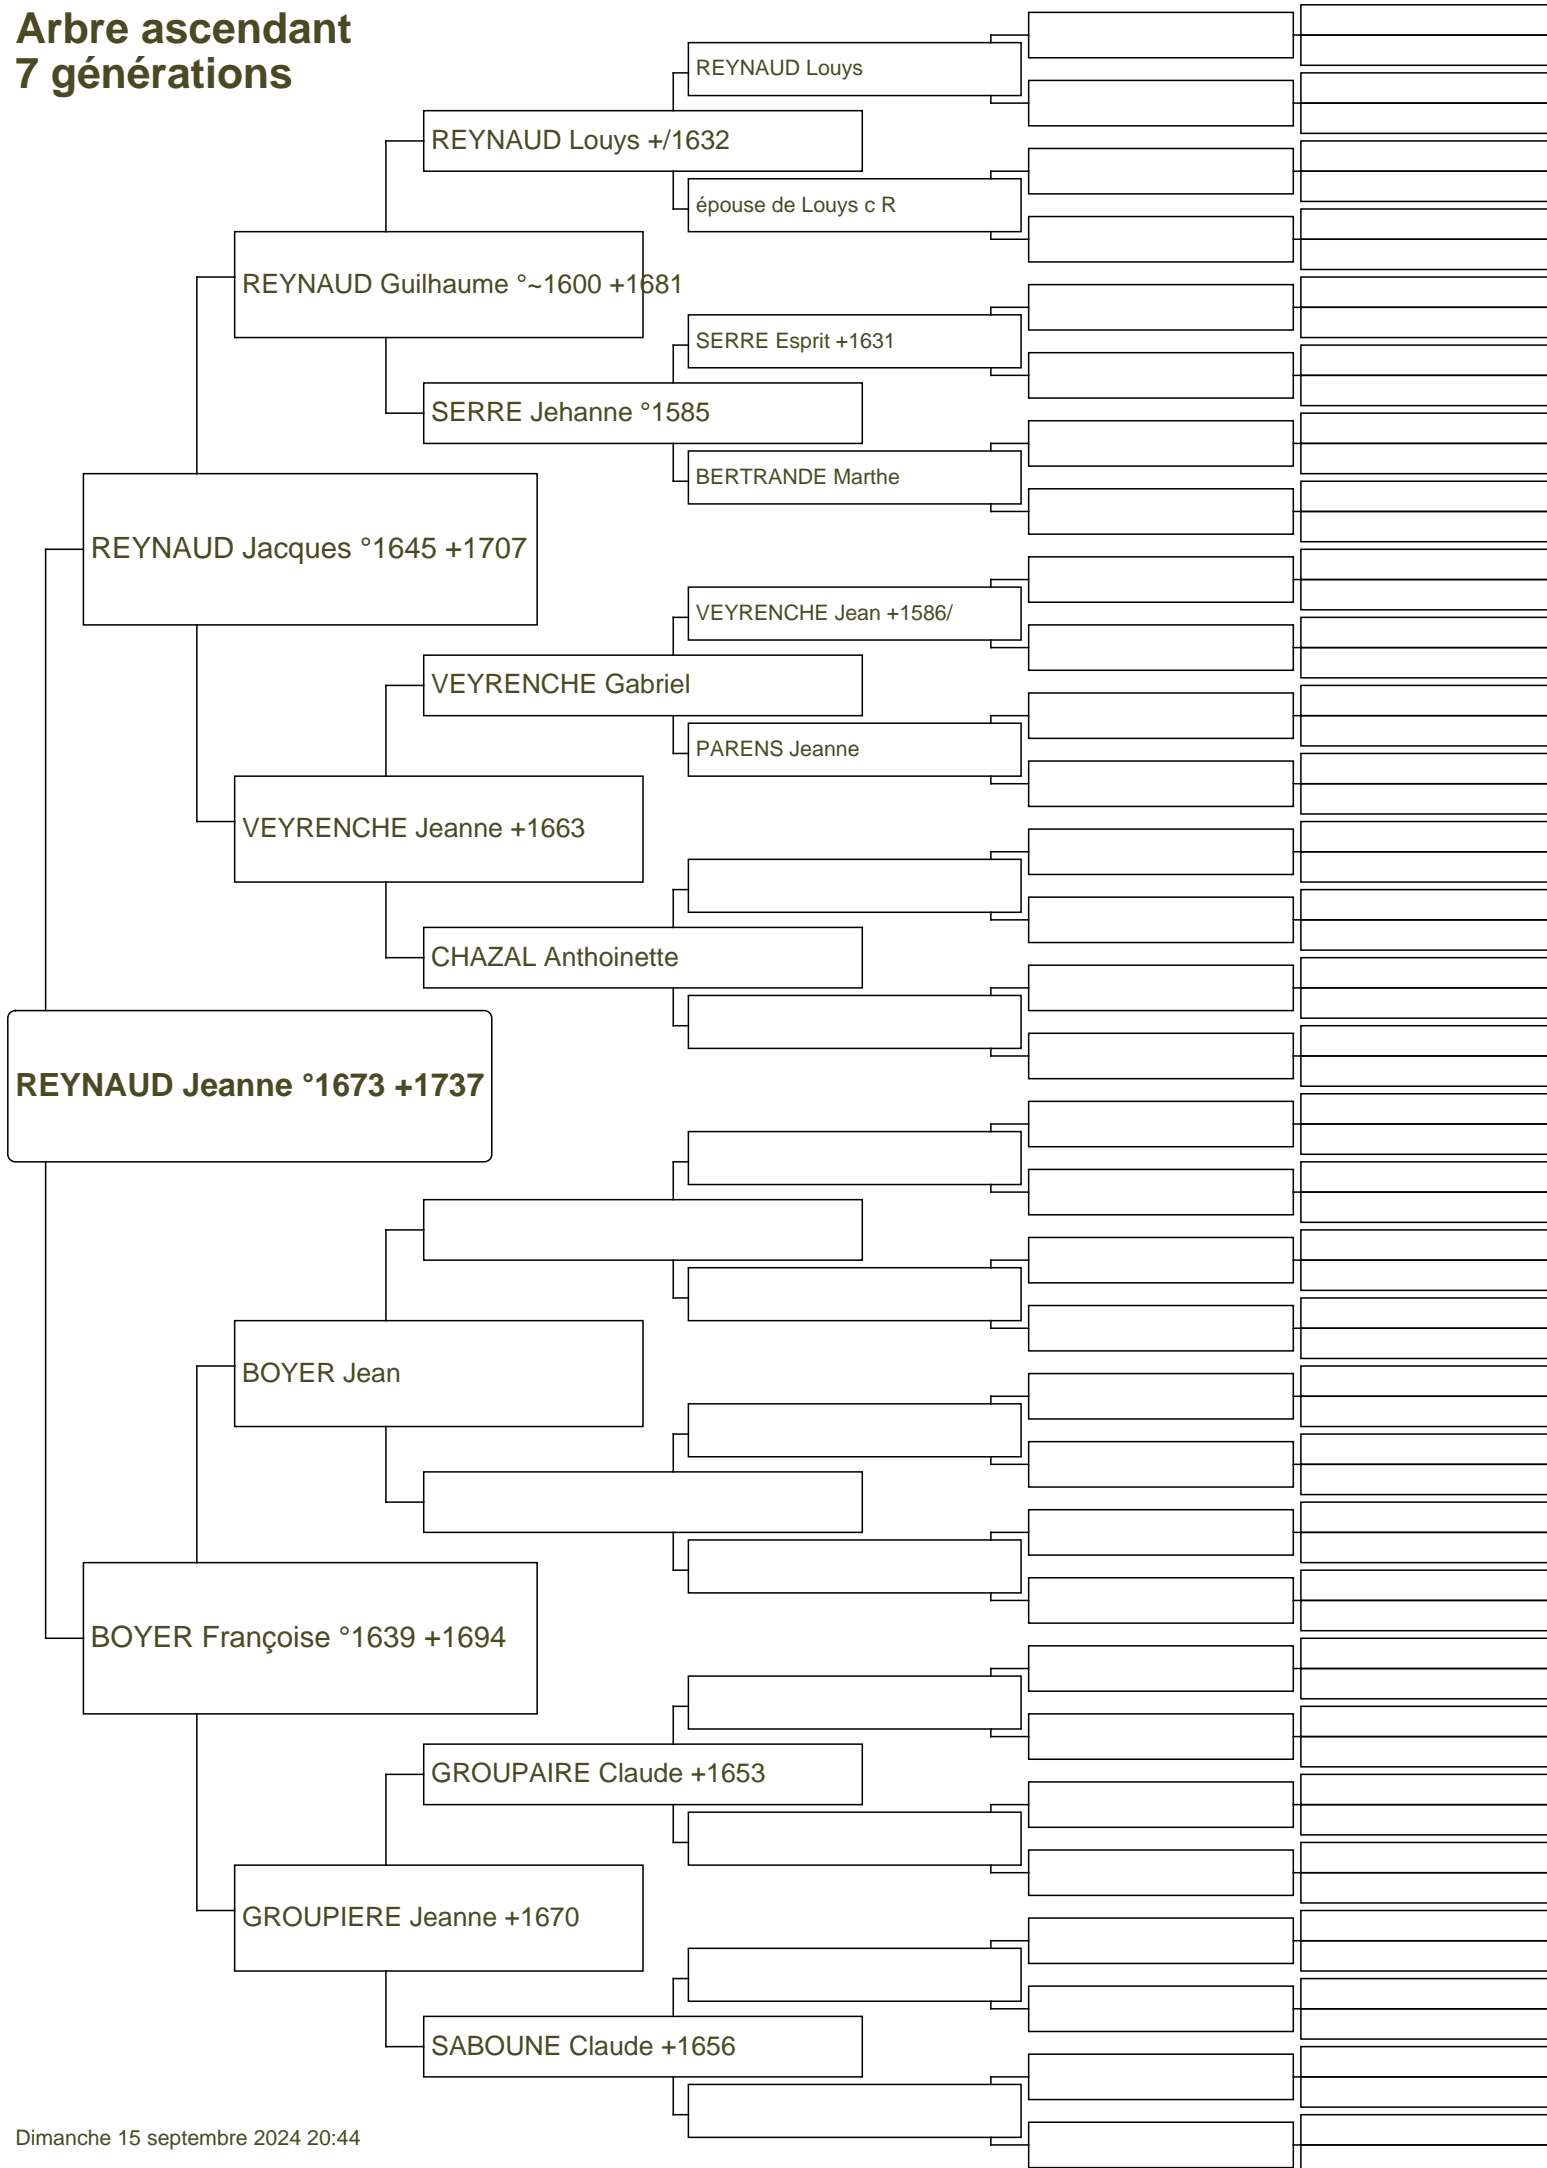 Arbre ascendant
7 générations
REYNAUD Louys
REYNAUD Louys +/1632
épouse de Louys c R
REYNAUD Guilhaume °~1600 +1681
SERRE Esprit +1631
SERRE Jehanne °1585
BERTRANDE Marthe
REYNAUD Jacques °1645 +1707
VEYRENCHE Jean +1586/
VEYRENCHE Gabriel
PARENS Jeanne
VEYRENCHE Jeanne +1663
CHAZAL Anthoinette
REYNAUD Jeanne °1673 +1737
BOYER Jean
BOYER Françoise °1639 +1694
GROUPAIRE Claude +1653
GROUPIERE Jeanne +1670
SABOUNE Claude +1656
Dimanche 15 septembre 2024 20:44